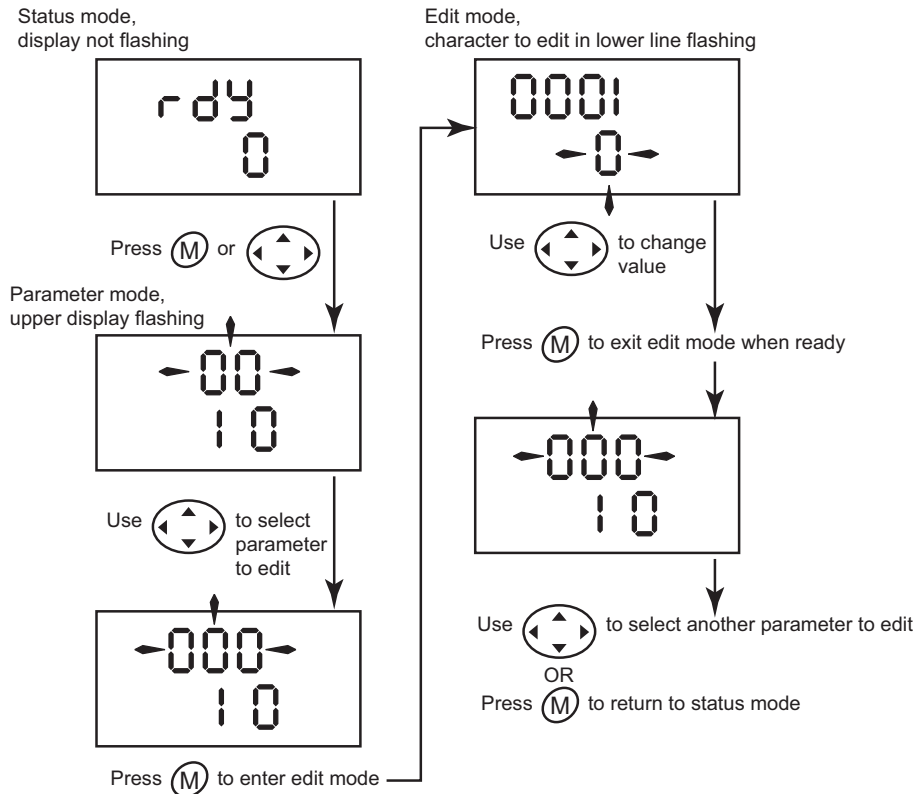 Status mode,
display not flashing
rdY
0
Press M or
Parameter mode,
upper display flashing
00
10
Use to select
parameter
to edit
000
10
Press M to enter edit mode
Edit mode,
character to edit in lower line flashing
0001
0
Use to change
value
Press M to exit edit mode when ready
000
10
Use to select another parameter to edit
OR
Press M to return to status mode